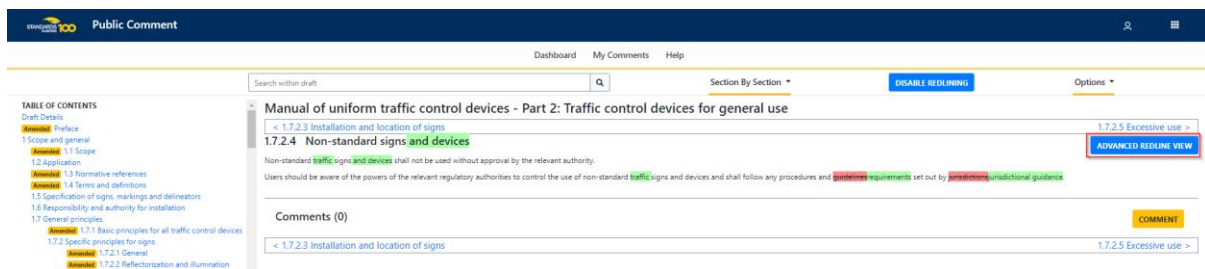 STANDARDS 100 Public Comment
Dashboard My Comments Help
Search within draft
Section By Section
DISABLE REDLINING
Options
TABLE OF CONTENTS
Draft Details
Amended Preface
1 Scope and general
Amended 1.1 Scope
1.2 Application
Amended 1.3 Normative references
Amended 1.4 Terms and definitions
1.5 Specification of signs, markings and delineators
1.6 Responsibility and authority for installation
1.7 General principles
Amended 1.7.1 Basic principles for all traffic control devices
1.7.2 Specific principles for signs
Amended 1.7.2.1 General
Amended 1.7.2.2 Reflectorization and illumination
Manual of uniform traffic control devices - Part 2: Traffic control devices for general use
< 1.7.2.3 Installation and location of signs 1.7.2.5 Excessive use >
1.7.2.4 Non-standard signs and devices
ADVANCED REDLINE VIEW
Non-standard traffic signs and devices shall not be used without approval by the relevant authority.
Users should be aware of the powers of the relevant regulatory authorities to control the use of non-standard traffic signs and devices and shall follow any procedures and guidelines requirements set out by jurisdictions jurisdictional guidance.
Comments (0)
COMMENT
< 1.7.2.3 Installation and location of signs 1.7.2.5 Excessive use >